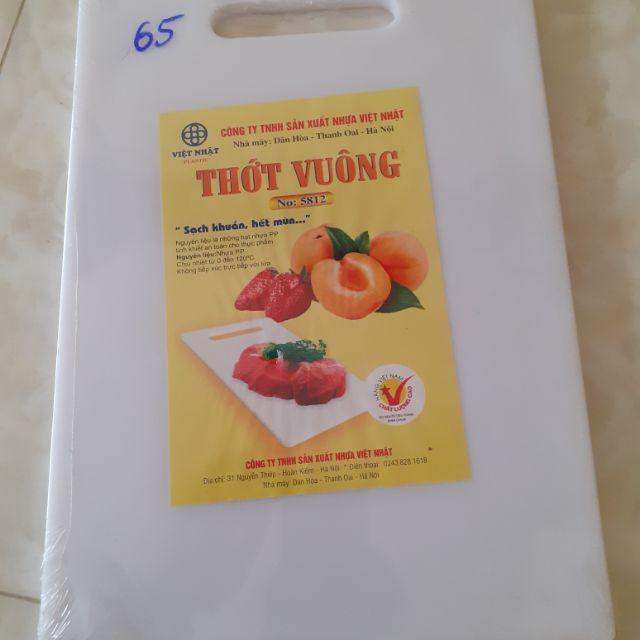 65
VIỆT NHẬT
PLASTIC
CÔNG TY TNHH SẢN XUẤT NHỰA VIỆT NHẬT
Nhà máy: Dân Hòa - Thanh Oai - Hà Nội
THỚT VUÔNG
No: 5812
“ Sạch khuẩn, hết mùn...”
Nguyên liệu là những hạt nhựa PP
tinh khiết an toàn cho thực phẩm
Nguyên liệu:Nhựa PP
Chịu nhiệt từ 0 đến 120ºC
Không tiếp xúc trực tiếp với lửa
HÀNG VIỆT NAM
CHẤT LƯỢNG CAO
CÔNG TY TNHH SẢN XUẤT NHỰA VIỆT NHẬT
Địa chỉ: 31 Nguyễn Thiệp - Hoàn Kiếm - Hà Nội * Điện thoại: 0243.828.1618
Nhà máy: Dân Hòa - Thanh Oai - Hà Nội